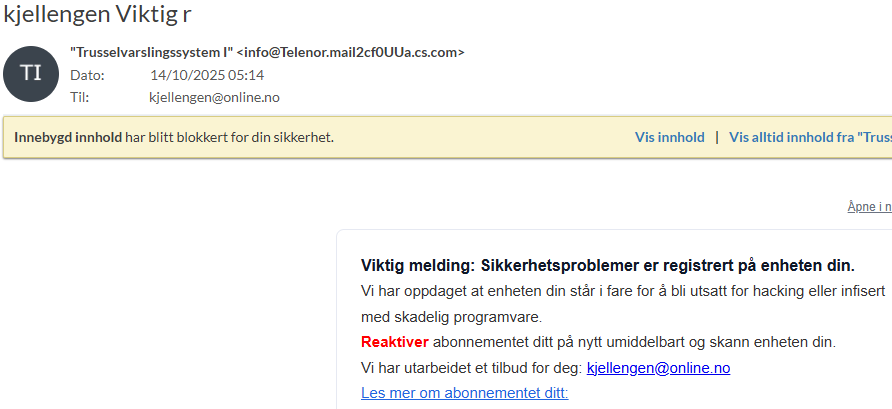 kjellengen Viktig r
TI
"Trusselvarslingssystem I" <info@Telenor.mail2cf0UUa.cs.com>
Dato: 14/10/2025 05:14
Til: kjellengen@online.no
Innebygd innhold har blitt blokkert for din sikkerhet. Vis innhold | Vis alltid innhold fra "Truss
Åpne i n
Viktig melding: Sikkerhetsproblemer er registrert på enheten din.
Vi har oppdaget at enheten din står i fare for å bli utsatt for hacking eller infisert
med skadelig programvare.
Reaktiver abonnementet ditt på nytt umiddelbart og skann enheten din.
Vi har utarbeidet et tilbud for deg: kjellengen@online.no
Les mer om abonnementet ditt: